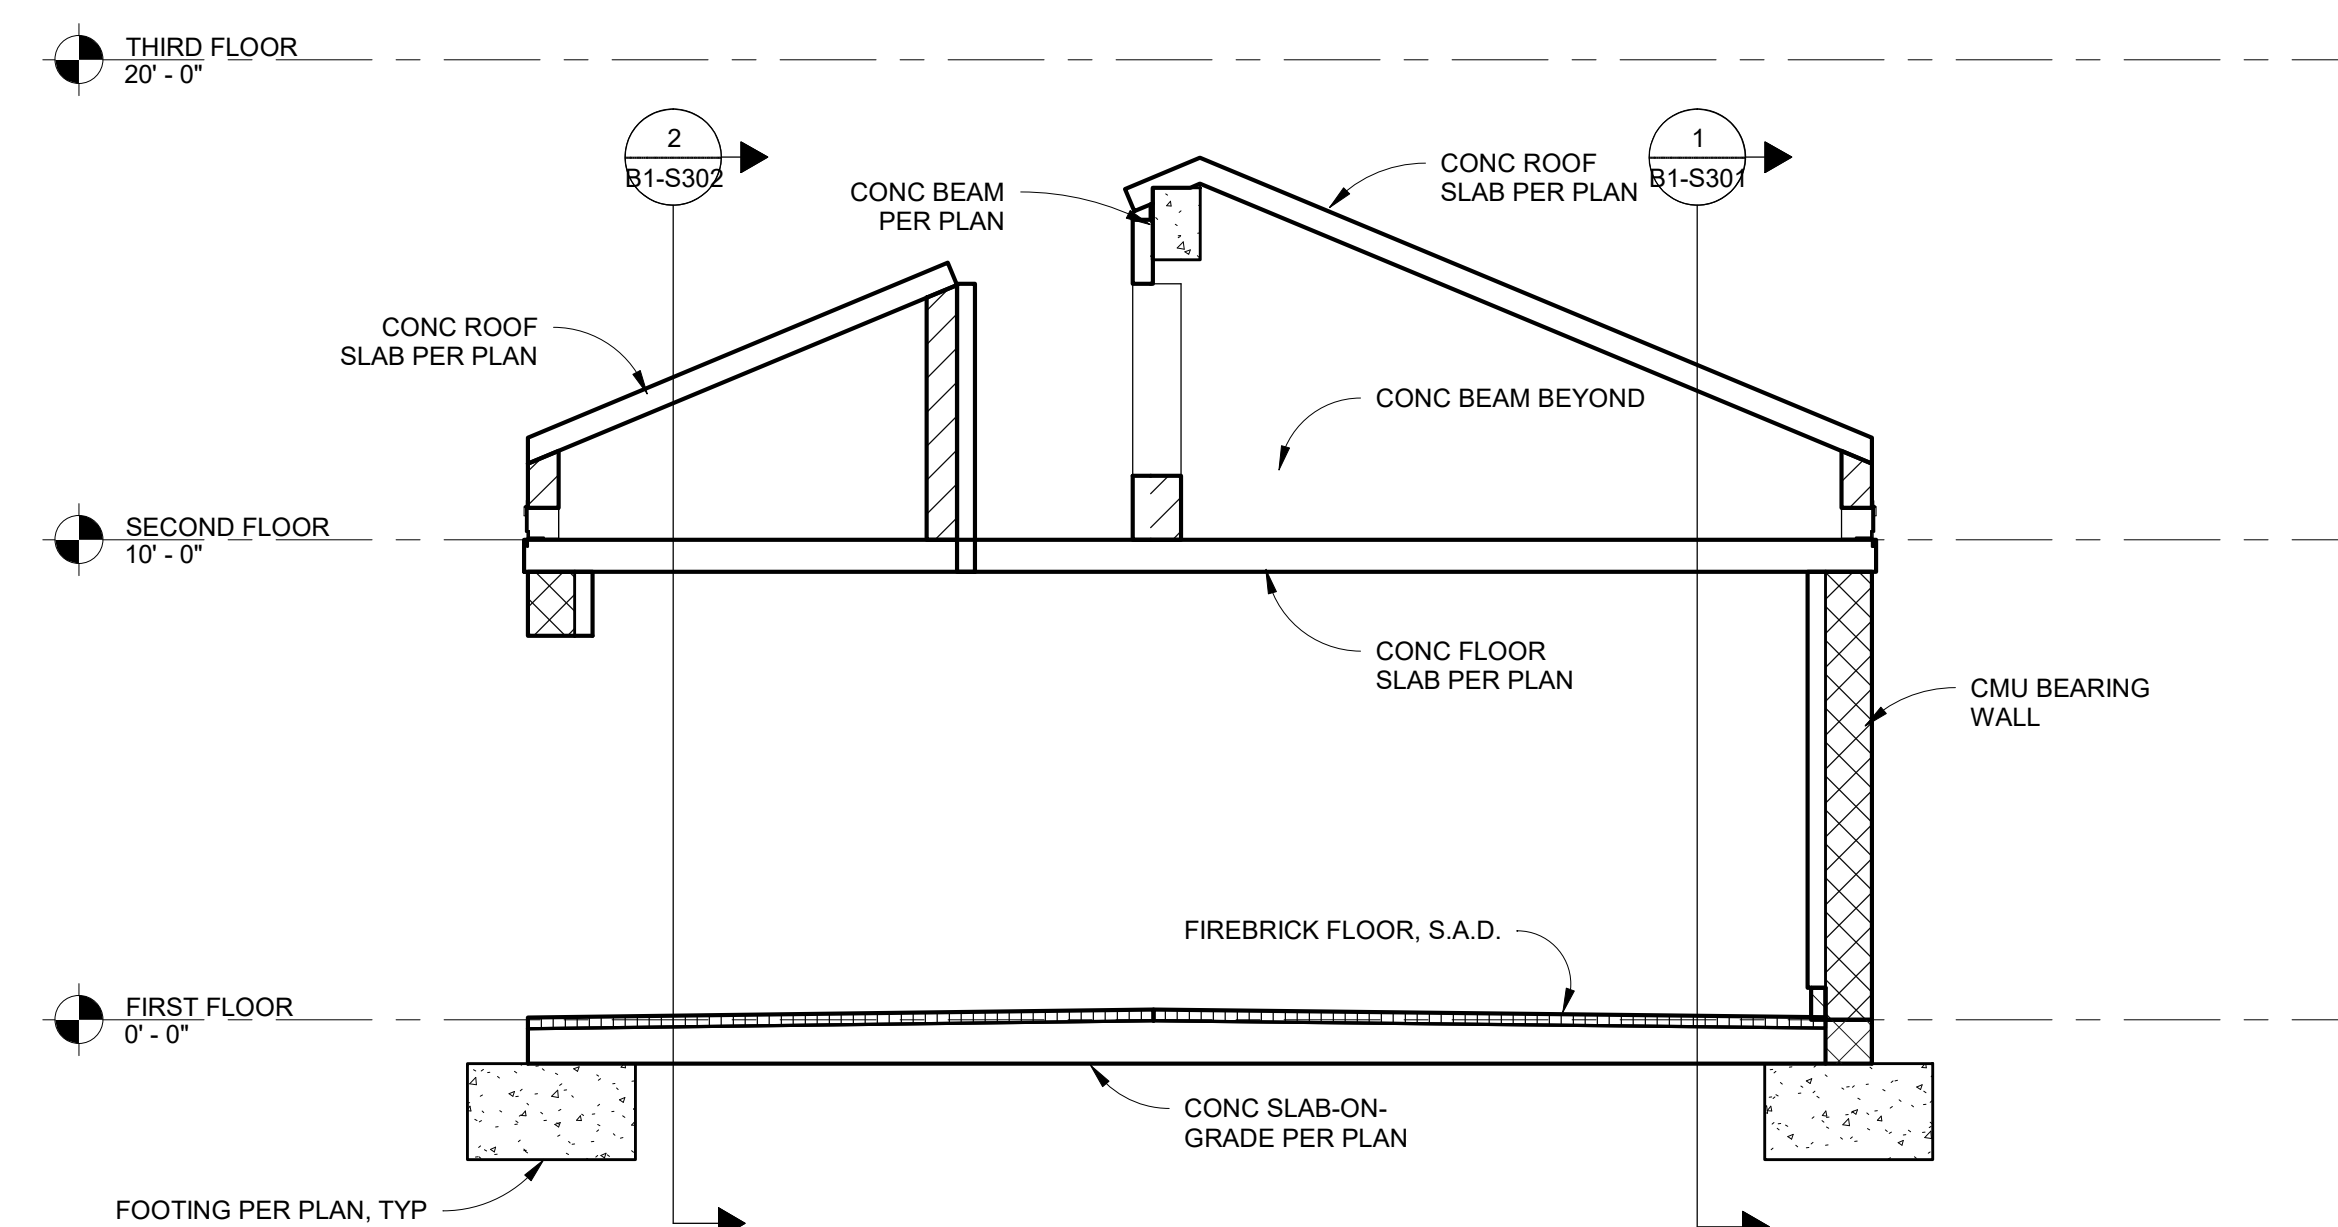 THIRD FLOOR
20' - 0"
2
B1-S302
1
B1-S301
CONC ROOF
SLAB PER PLAN
CONC BEAM
PER PLAN
CONC ROOF
SLAB PER PLAN
CONC BEAM BEYOND
SECOND FLOOR
10' - 0"
CONC FLOOR
SLAB PER PLAN
CMU BEARING
WALL
FIREBRICK FLOOR, S.A.D.
FIRST FLOOR
0' - 0"
CONC SLAB-ON-
GRADE PER PLAN
FOOTING PER PLAN, TYP